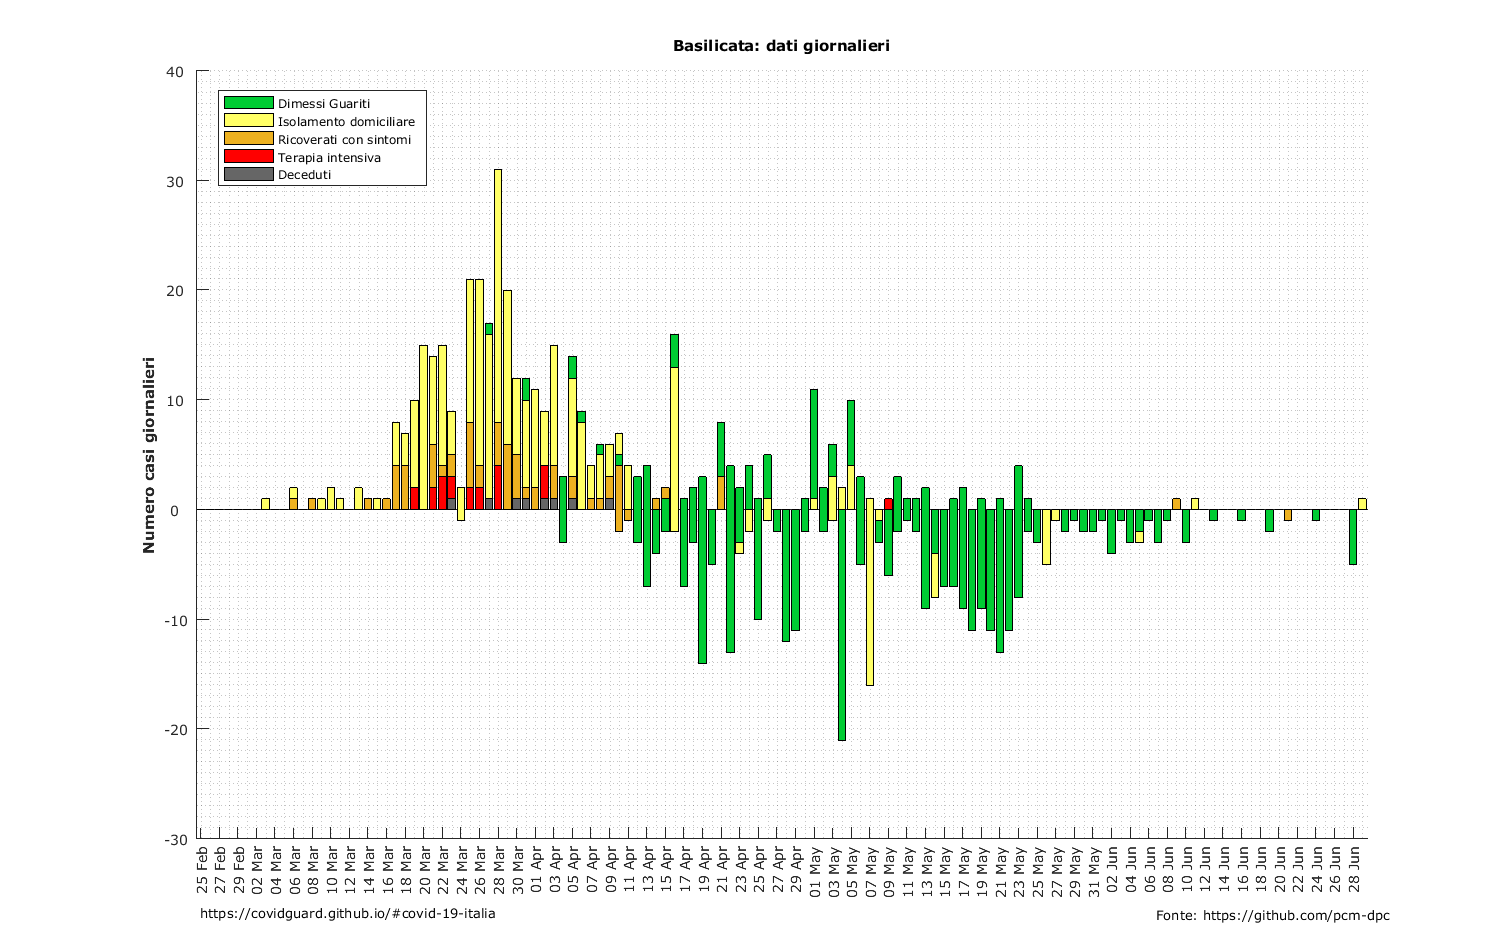 Basilicata: dati giornalieri
40
30
20
10
0
-10
-20
-30
Numero casi giornalieri
Dimessi Guariti
Isolamento domiciliare
Ricoverati con sintomi
Terapia intensiva
Deceduti
25 Feb
27 Feb
29 Feb
02 Mar
04 Mar
06 Mar
08 Mar
10 Mar
12 Mar
14 Mar
16 Mar
18 Mar
20 Mar
22 Mar
24 Mar
26 Mar
28 Mar
30 Mar
01 Apr
03 Apr
05 Apr
07 Apr
09 Apr
11 Apr
13 Apr
15 Apr
17 Apr
19 Apr
21 Apr
23 Apr
25 Apr
27 Apr
29 Apr
01 May
03 May
05 May
07 May
09 May
11 May
13 May
15 May
17 May
19 May
21 May
23 May
25 May
27 May
29 May
31 May
02 Jun
04 Jun
06 Jun
08 Jun
10 Jun
12 Jun
14 Jun
16 Jun
18 Jun
20 Jun
22 Jun
24 Jun
26 Jun
28 Jun
https://covidguard.github.io/#covid-19-italia
Fonte: https://github.com/pcm-dpc